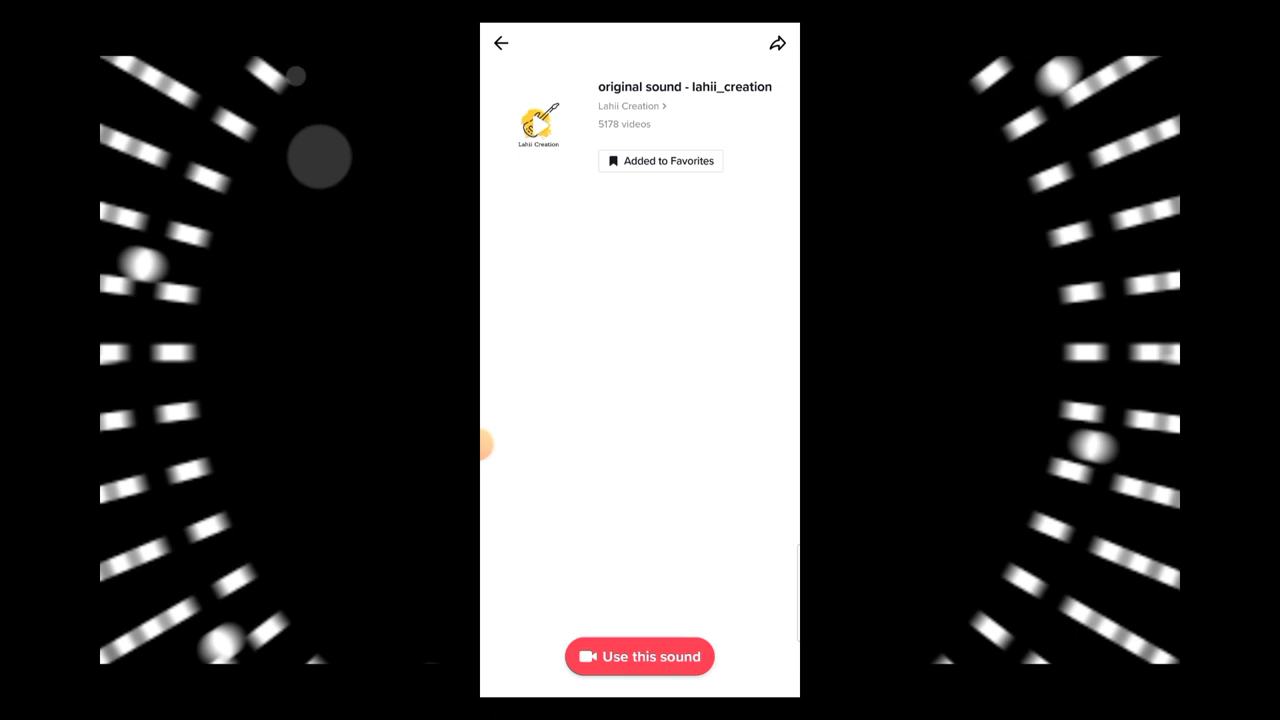 original sound - lahii_creation
Lahii Creation >
5178 videos
Lahii Creation
Added to Favorites
Use this sound